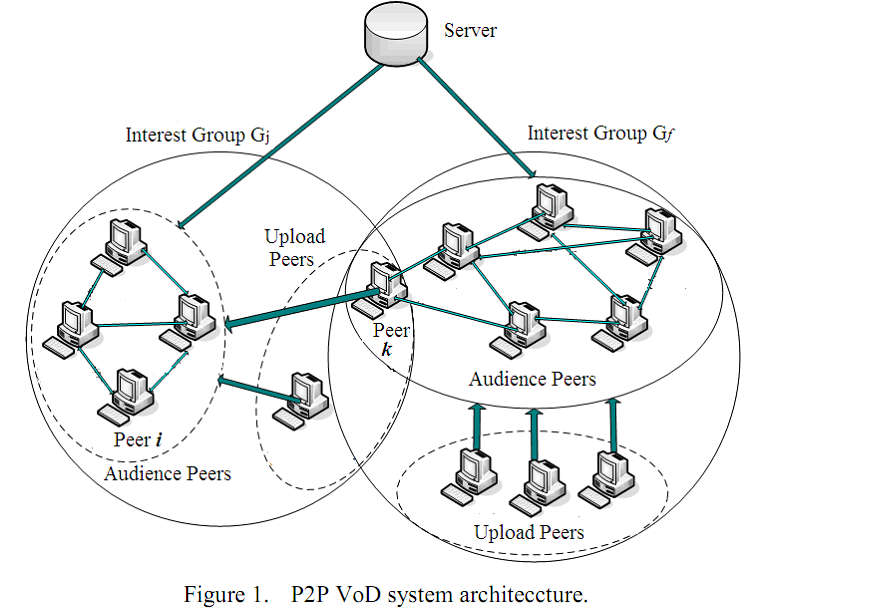 Server
Interest Group Gj
Interest Group Gf
Upload
Peers
Peer
k
Audience Peers
Peer i
Audience Peers
Upload Peers
Figure 1. P2P VoD system architeccture.